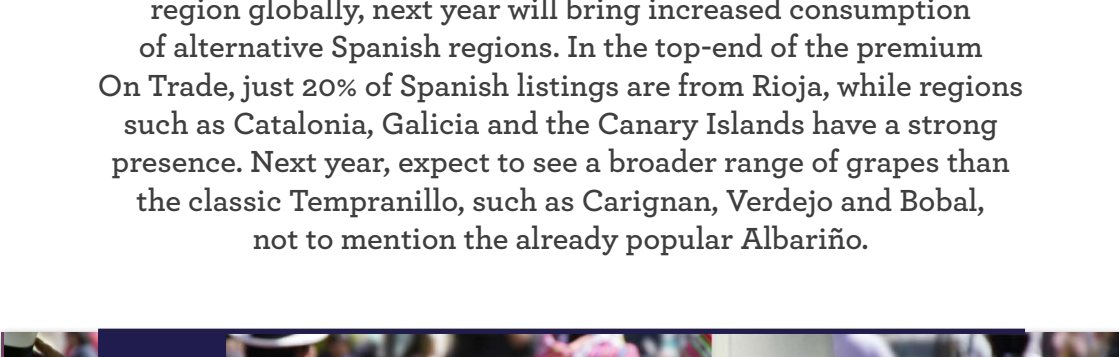 region globally, next year will bring increased consumption
of alternative Spanish regions. In the top-end of the premium
On Trade, just 20% of Spanish listings are from Rioja, while regions
such as Catalonia, Galicia and the Canary Islands have a strong
presence. Next year, expect to see a broader range of grapes than
the classic Tempranillo, such as Carignan, Verdejo and Bobal,
not to mention the already popular Albariño.